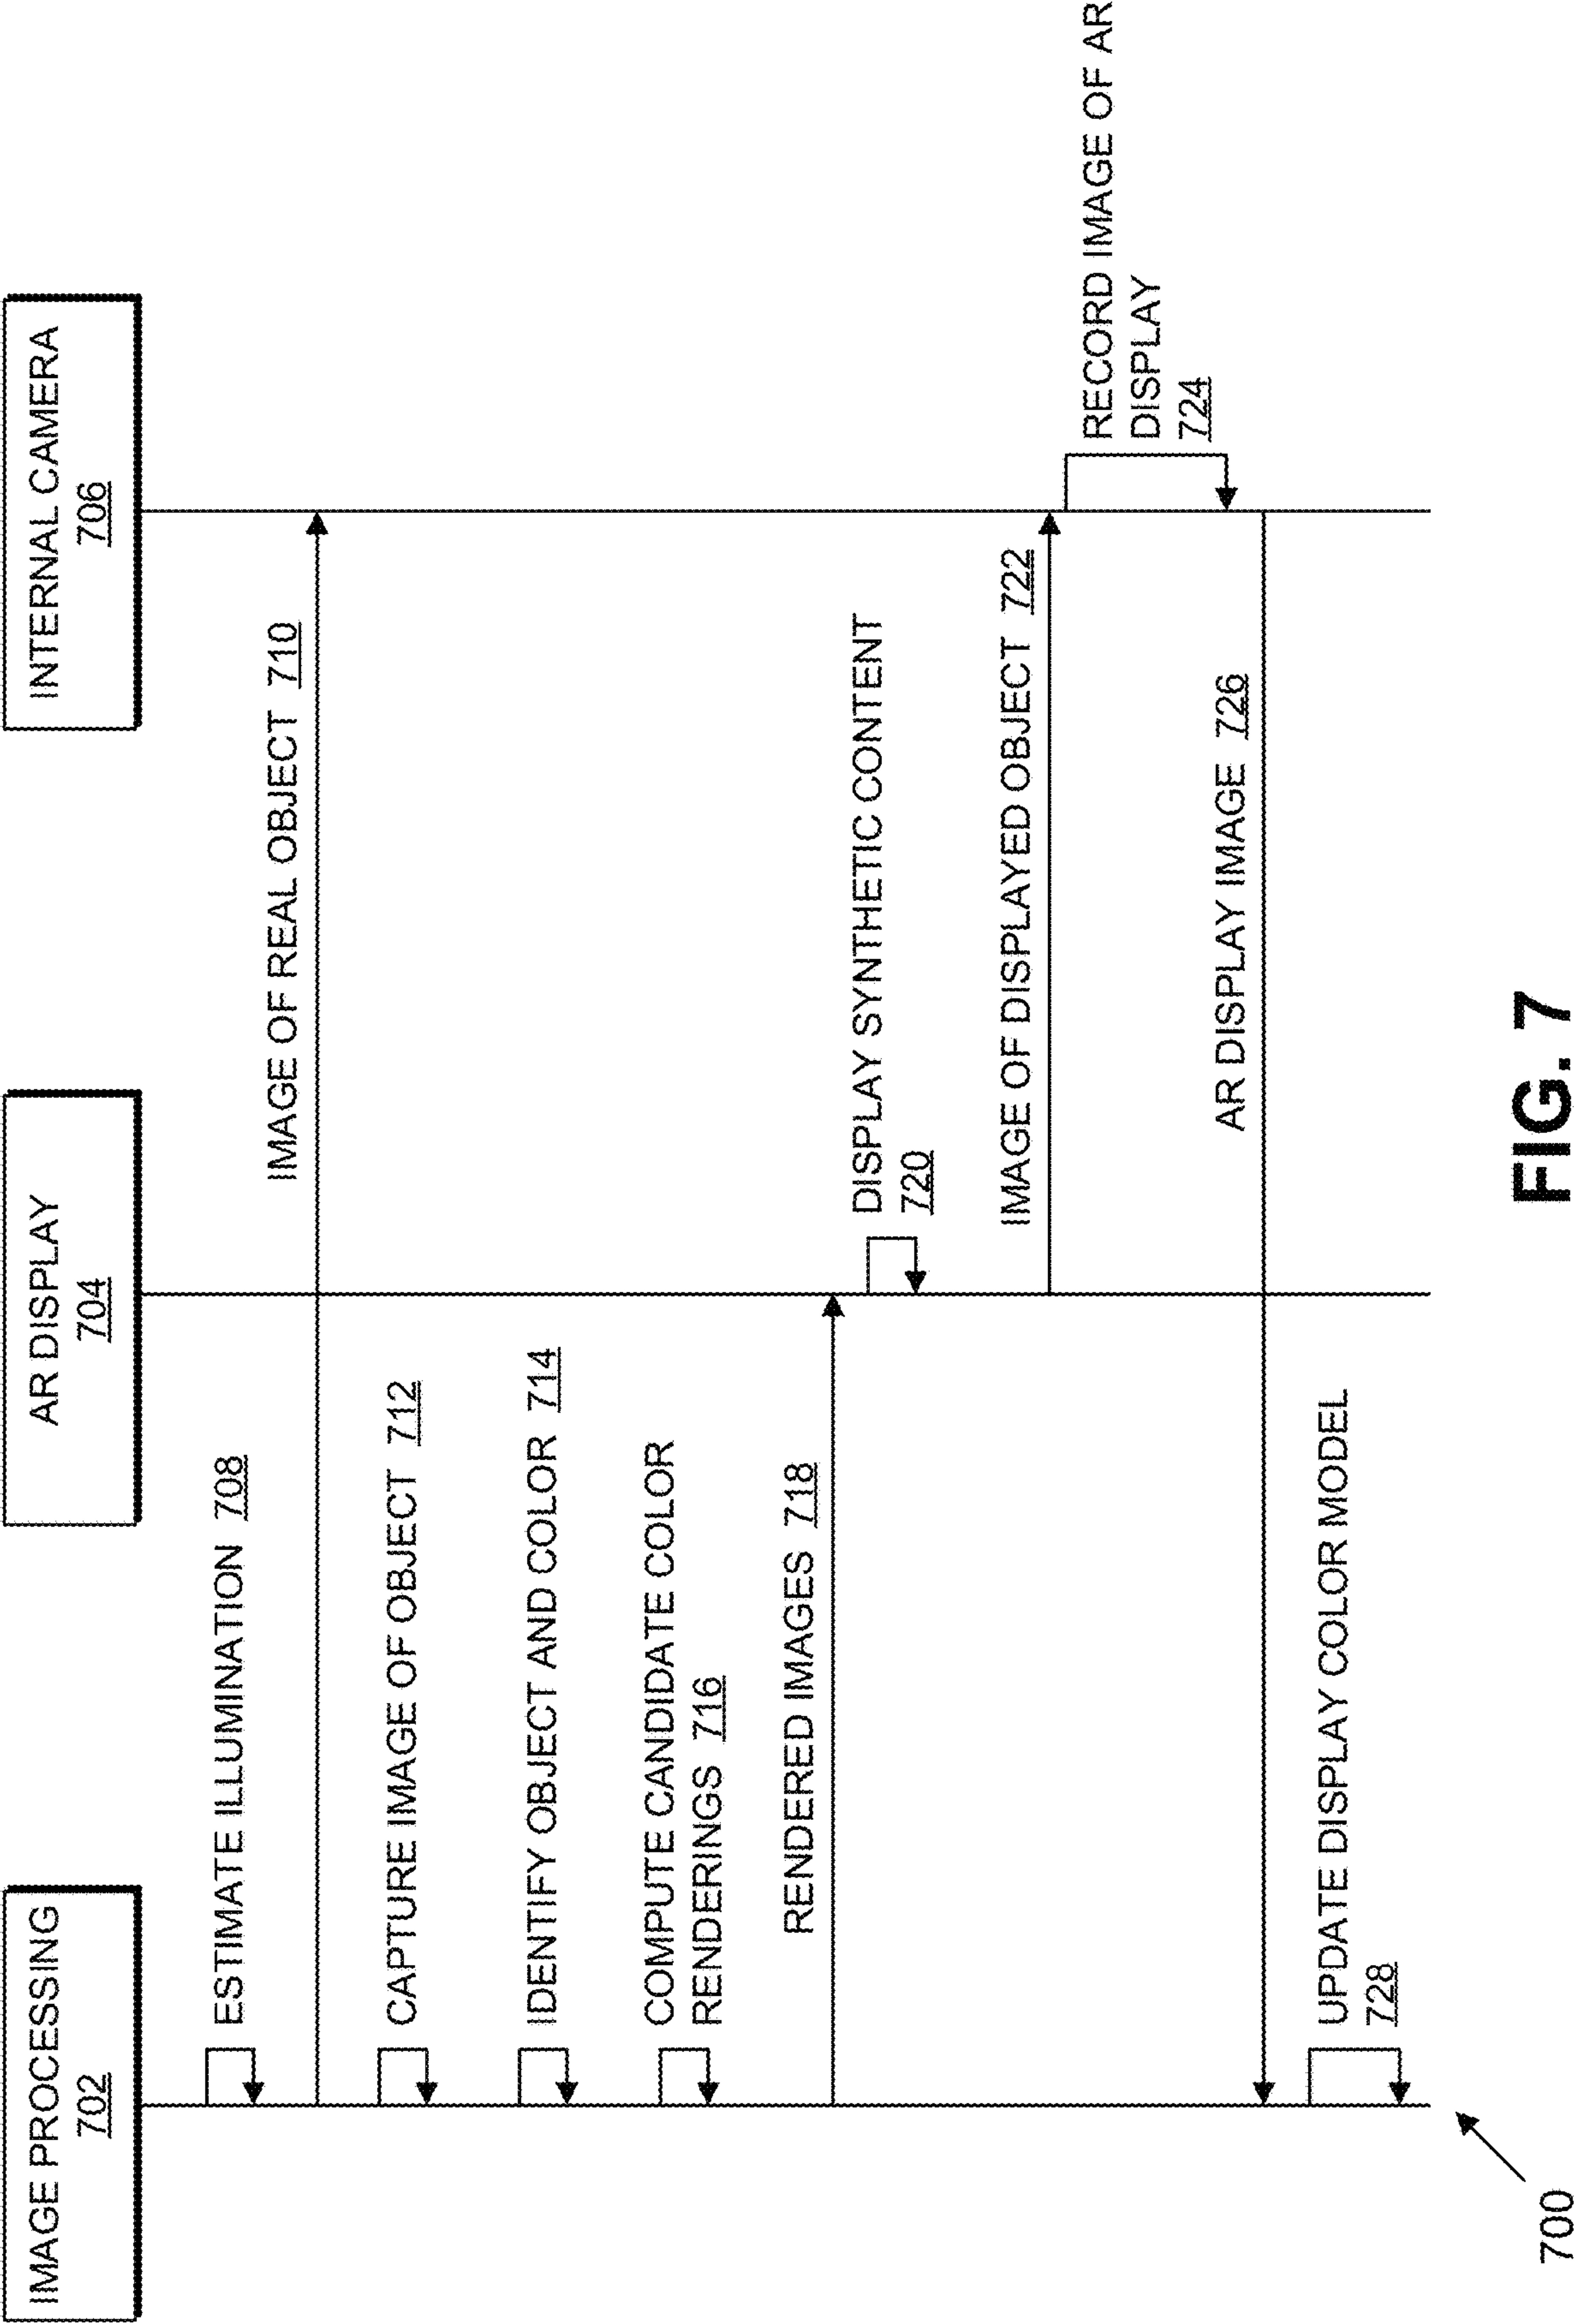 IMAGE PROCESSING
702
AR DISPLAY
704
INTERNAL CAMERA
706
ESTIMATE ILLUMINATION 708
IMAGE OF REAL OBJECT 710
CAPTURE IMAGE OF OBJECT 712
IDENTIFY OBJECT AND COLOR 714
COMPUTE CANDIDATE COLOR
RENDERINGS 716
RENDERED IMAGES 718
DISPLAY SYNTHETIC CONTENT
720
IMAGE OF DISPLAYED OBJECT 722
RECORD IMAGE OF AR
DISPLAY
724
AR DISPLAY IMAGE 726
UPDATE DISPLAY COLOR MODEL
728
700
FIG. 7